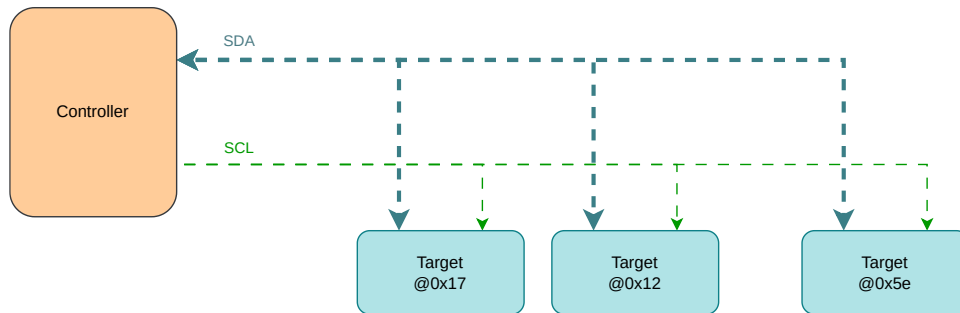 SDA
Controller
SCL
Target
@0x17
Target
@0x12
Target
@0x5e